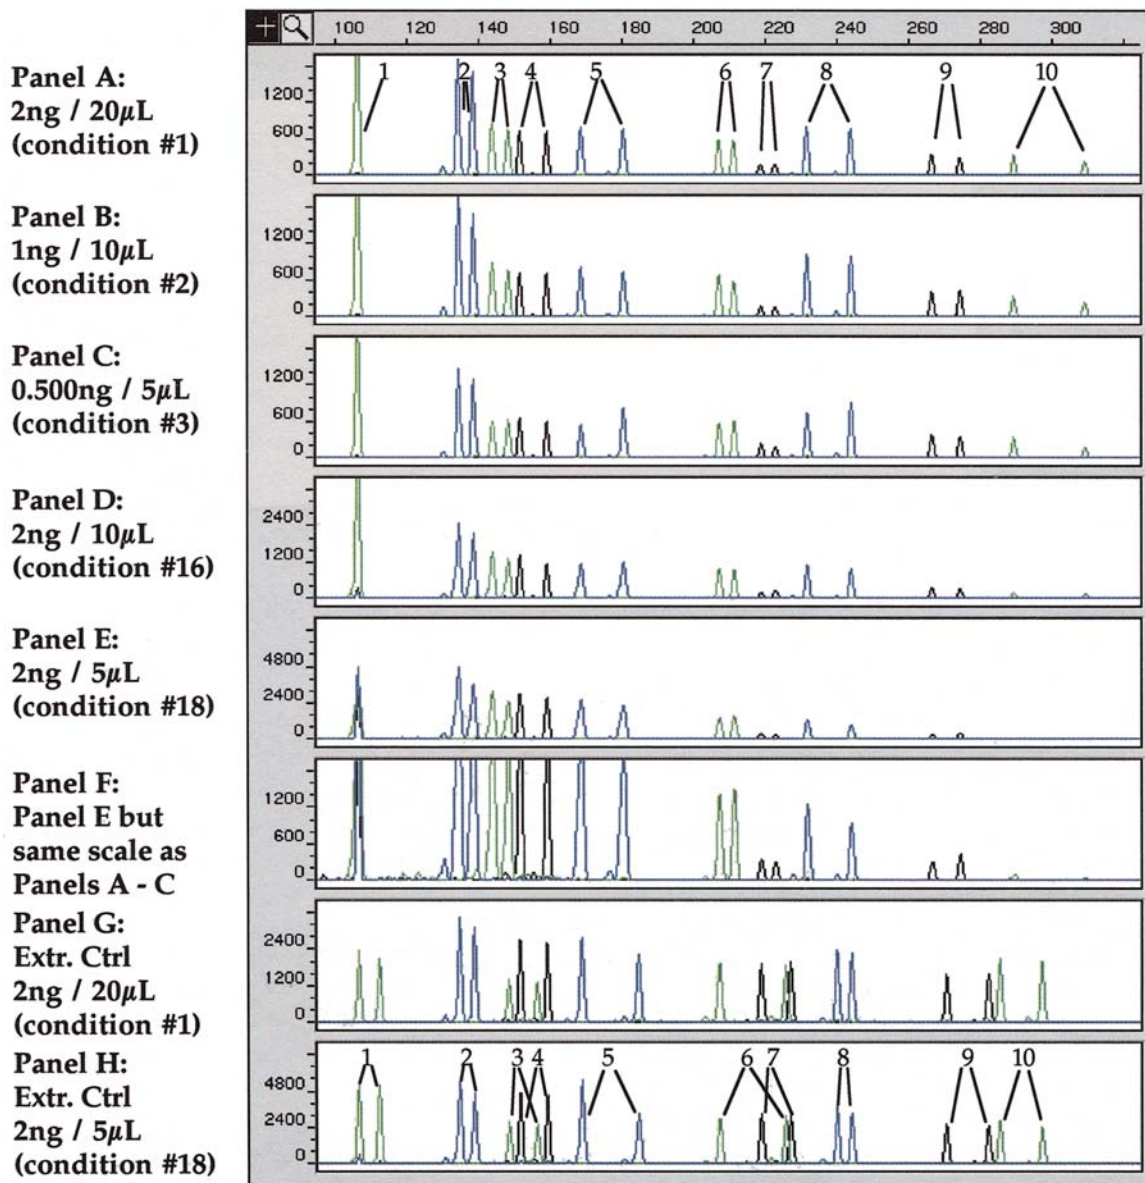 100 120 140 160 180 200 220 240 260 280 300
Panel A:
2ng / 20µL
(condition #1)
1200
600
0
1 2 3 4 5 6 7 8 9 10
Panel B:
1ng / 10µL
(condition #2)
1200
600
0
Panel C:
0.500ng / 5µL
(condition #3)
1200
600
0
Panel D:
2ng / 10µL
(condition #16)
2400
1200
0
Panel E:
2ng / 5µL
(condition #18)
4800
2400
0
Panel F:
Panel E but
same scale as
Panels A - C
1200
600
0
Panel G:
Extr. Ctrl
2ng / 20µL
(condition #1)
2400
1200
0
Panel H:
Extr. Ctrl
2ng / 5µL
(condition #18)
4800
2400
0
1 2 3 4 5 6 7 8 9 10